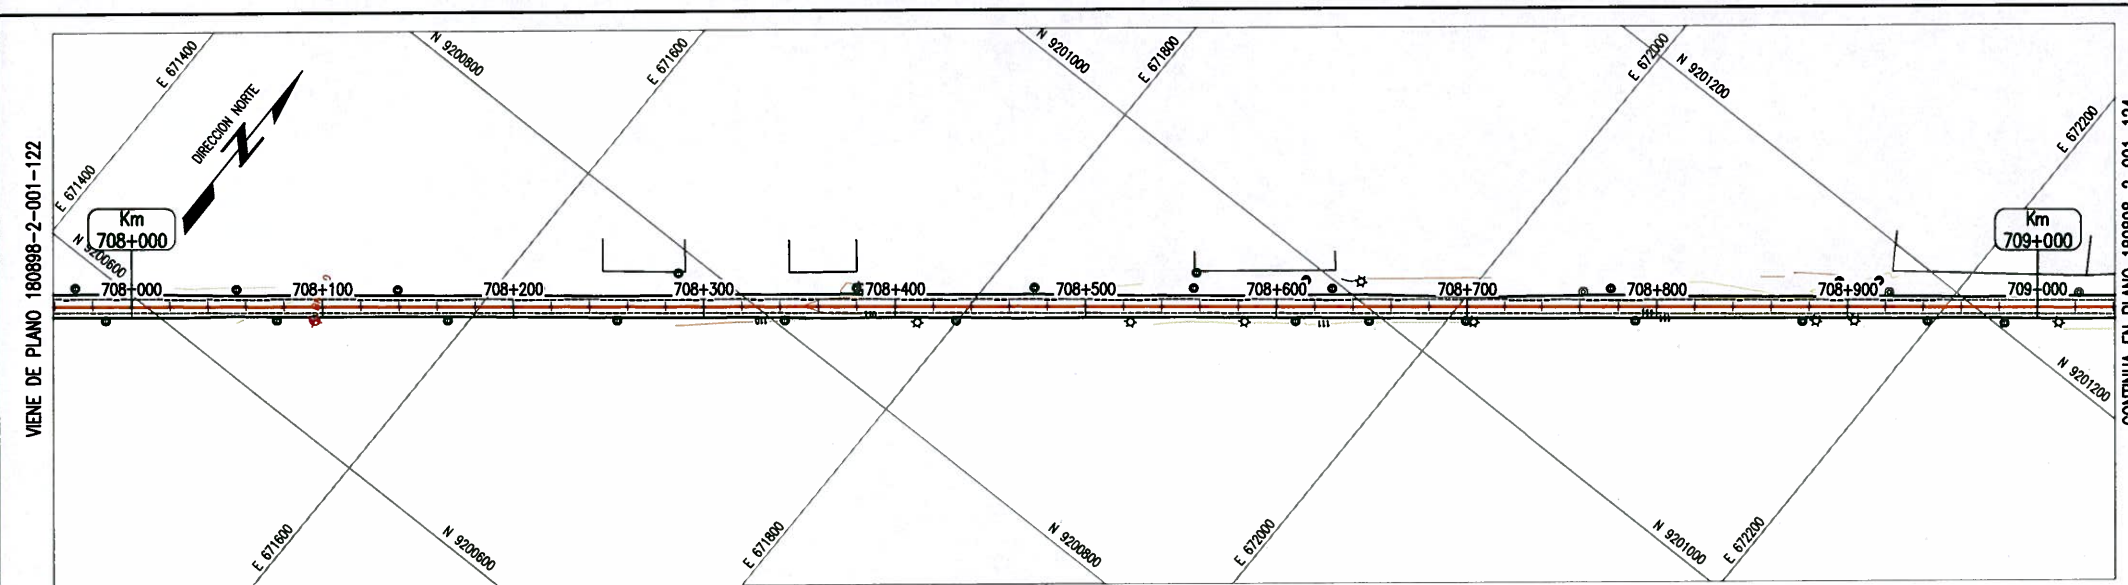 E 671400
N 9200800
E 671600
N 9201000
E 671800
E 672000
N 9201200
E 672200
DIRECCION NORTE
N
VIENE DE PLANO 180898-2-001-122
E 671400
Km
708+000
N 9200600
Km
709+000
708+000
708+100
708+200
708+300
708+400
708+500
708+600
708+700
708+800
708+900
709+000
N 9201200
E 671600
N 9200600
E 671800
N 9200800
E 672000
N 9201000
E 672200